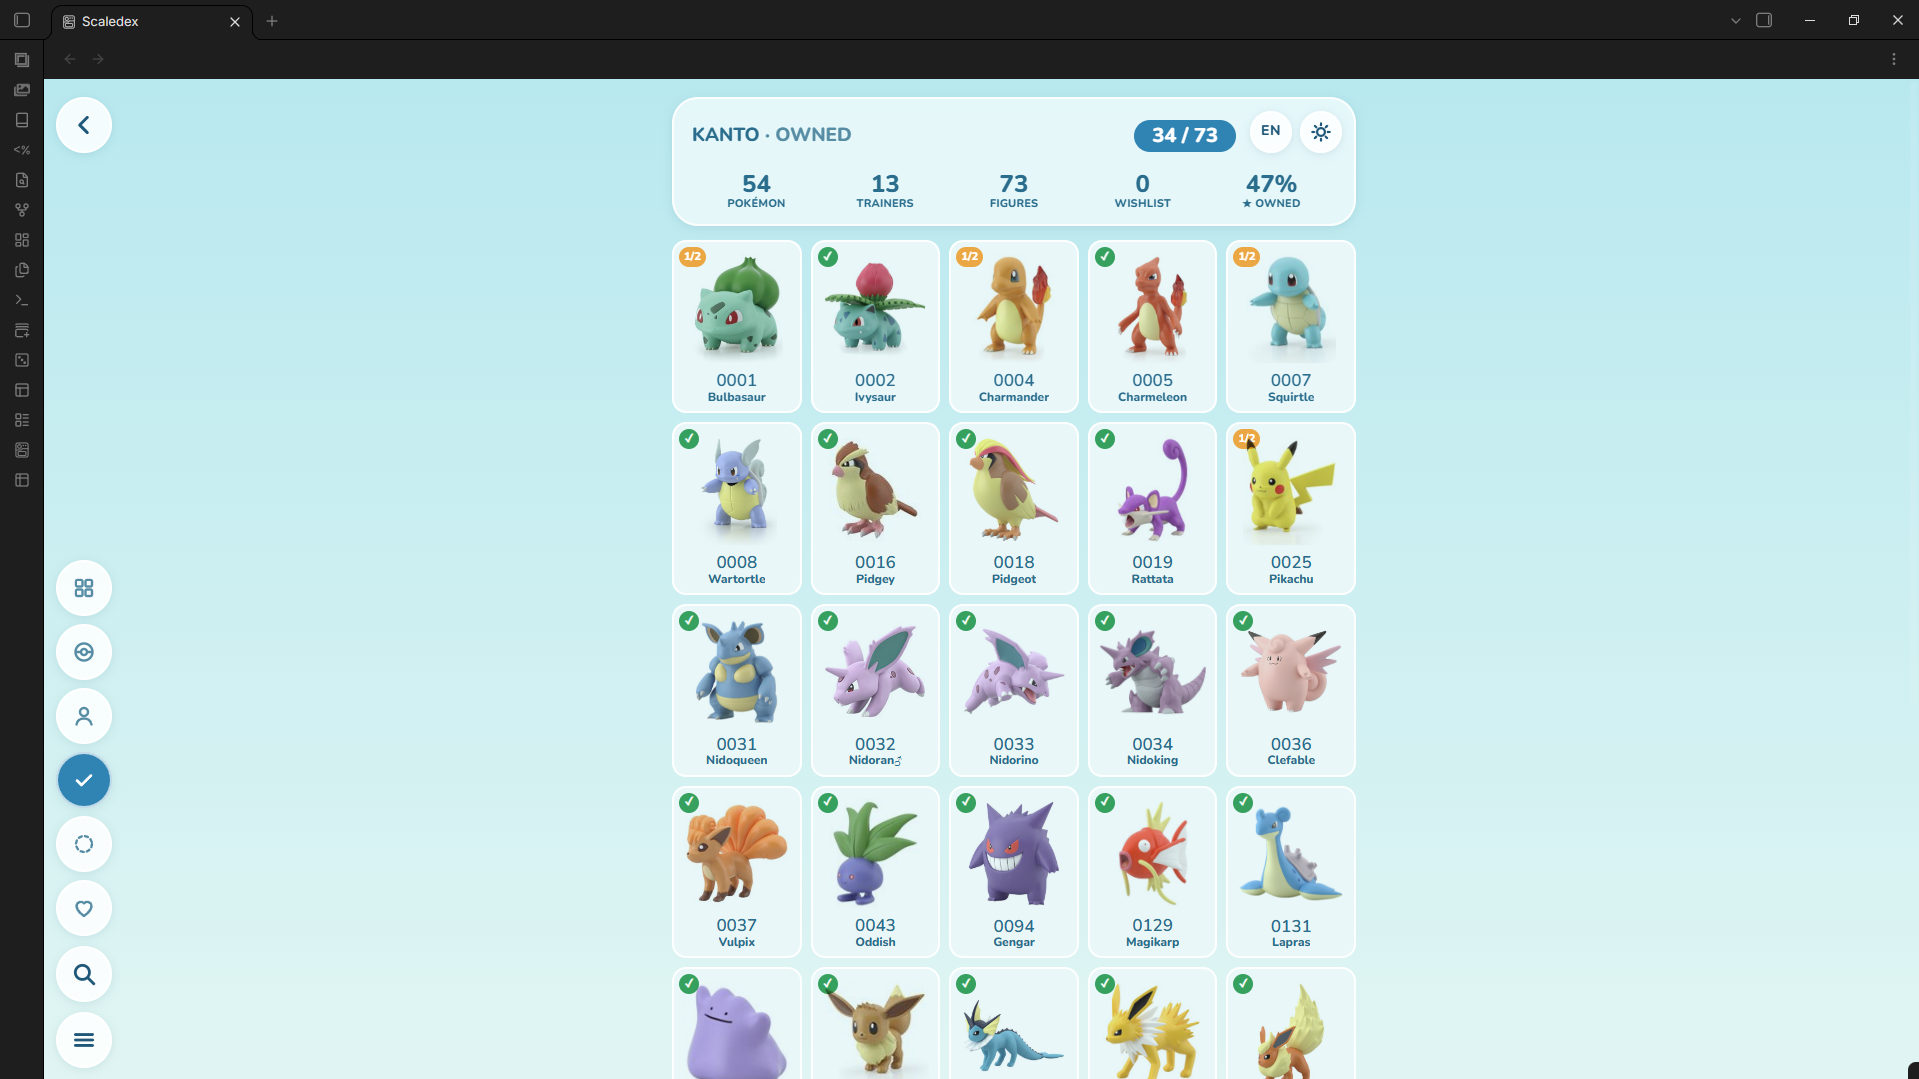 Scaledex
KANTO · OWNED
34 / 73
EN
54
POKÉMON
13
TRAINERS
73
FIGURES
0
WISHLIST
47%
★ OWNED
1/2
0001
Bulbasaur
0002
Ivysaur
1/2
0004
Charmander
0005
Charmeleon
1/2
0007
Squirtle
0008
Wartortle
0016
Pidgey
0018
Pidgeot
0019
Rattata
1/2
0025
Pikachu
0031
Nidoqueen
0032
Nidoran♂
0033
Nidorino
0034
Nidoking
0036
Clefable
0037
Vulpix
0043
Oddish
0094
Gengar
0129
Magikarp
0131
Lapras